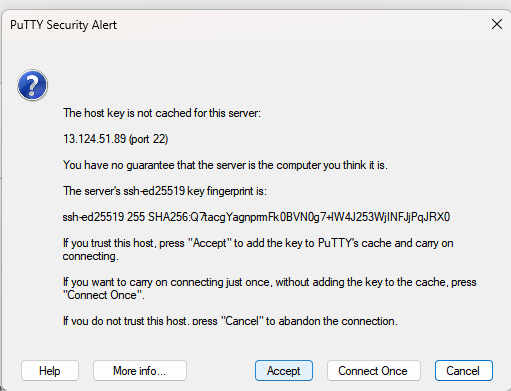 PuTTY Security Alert
The host key is not cached for this server:
13.124.51.89 (port 22)
You have no guarantee that the server is the computer you think it is.
The server's ssh-ed25519 key fingerprint is:
ssh-ed25519 255 SHA256:Q7tacgYagnprmFk0BVN0g7+lW4J253WjINFJjPqJRX0
If you trust this host, press "Accept" to add the key to PuTTY's cache and carry on
connecting.
If you want to carry on connecting just once, without adding the key to the cache, press
"Connect Once".
If you do not trust this host, press "Cancel" to abandon the connection.
Help
More info...
Accept
Connect Once
Cancel